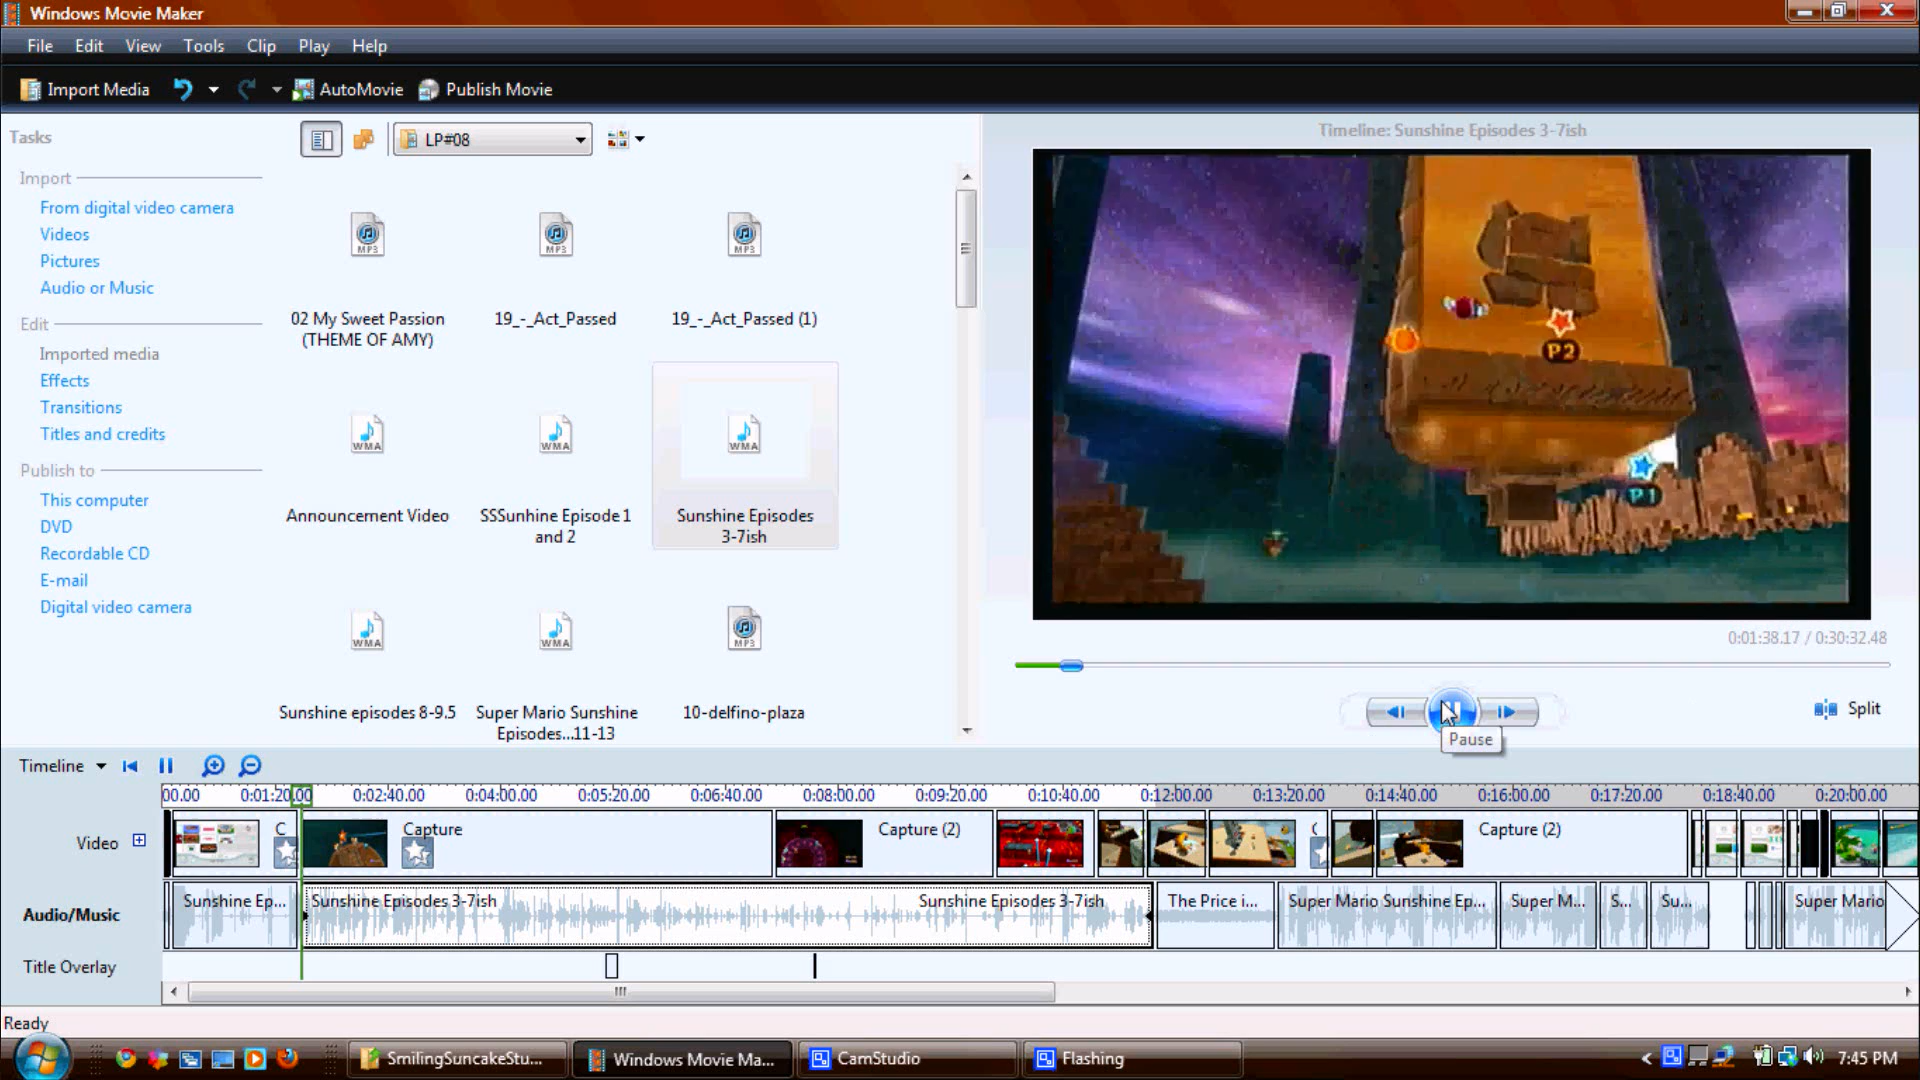 Windows Movie Maker
File Edit View Tools Clip Play Help
Import Media AutoMovie Publish Movie
Tasks
Import
From digital video camera
Videos
Pictures
Audio or Music
Edit
Imported media
Effects
Transitions
Titles and credits
Publish to
This computer
DVD
Recordable CD
E-mail
Digital video camera
LP#08
MP3 MP3 MP3
02 My Sweet Passion
(THEME OF AMY)
19_-_Act_Passed
19_-_Act_Passed (1)
WMA WMA WMA
Announcement Video
SSSunhine Episode 1
and 2
Sunshine Episodes
3-7ish
WMA WMA MP3
Sunshine episodes 8-9.5
Super Mario Sunshine
Episodes...11-13
10-delfino-plaza
Timeline: Sunshine Episodes 3-7ish
P2
P1
0:01:38.17 / 0:30:32.48
Split
Pause
Timeline
00.00 0:01:20.00 0:02:40.00 0:04:00.00 0:05:20.00 0:06:40.00 0:08:00.00 0:09:20.00 0:10:40.00 0:12:00.00 0:13:20.00 0:14:40.00 0:16:00.00 0:17:20.00 0:18:40.00 0:20:00.00
Video C Capture Capture (2) Capture (2)
Audio/Music Sunshine Ep... Sunshine Episodes 3-7ish Sunshine Episodes 3-7ish The Price i... Super Mario Sunshine Ep... Super M... S... Su... Super Mario
Title Overlay
Ready
SmilingSuncakeStu... Windows Movie Ma... CamStudio Flashing 7:45 PM